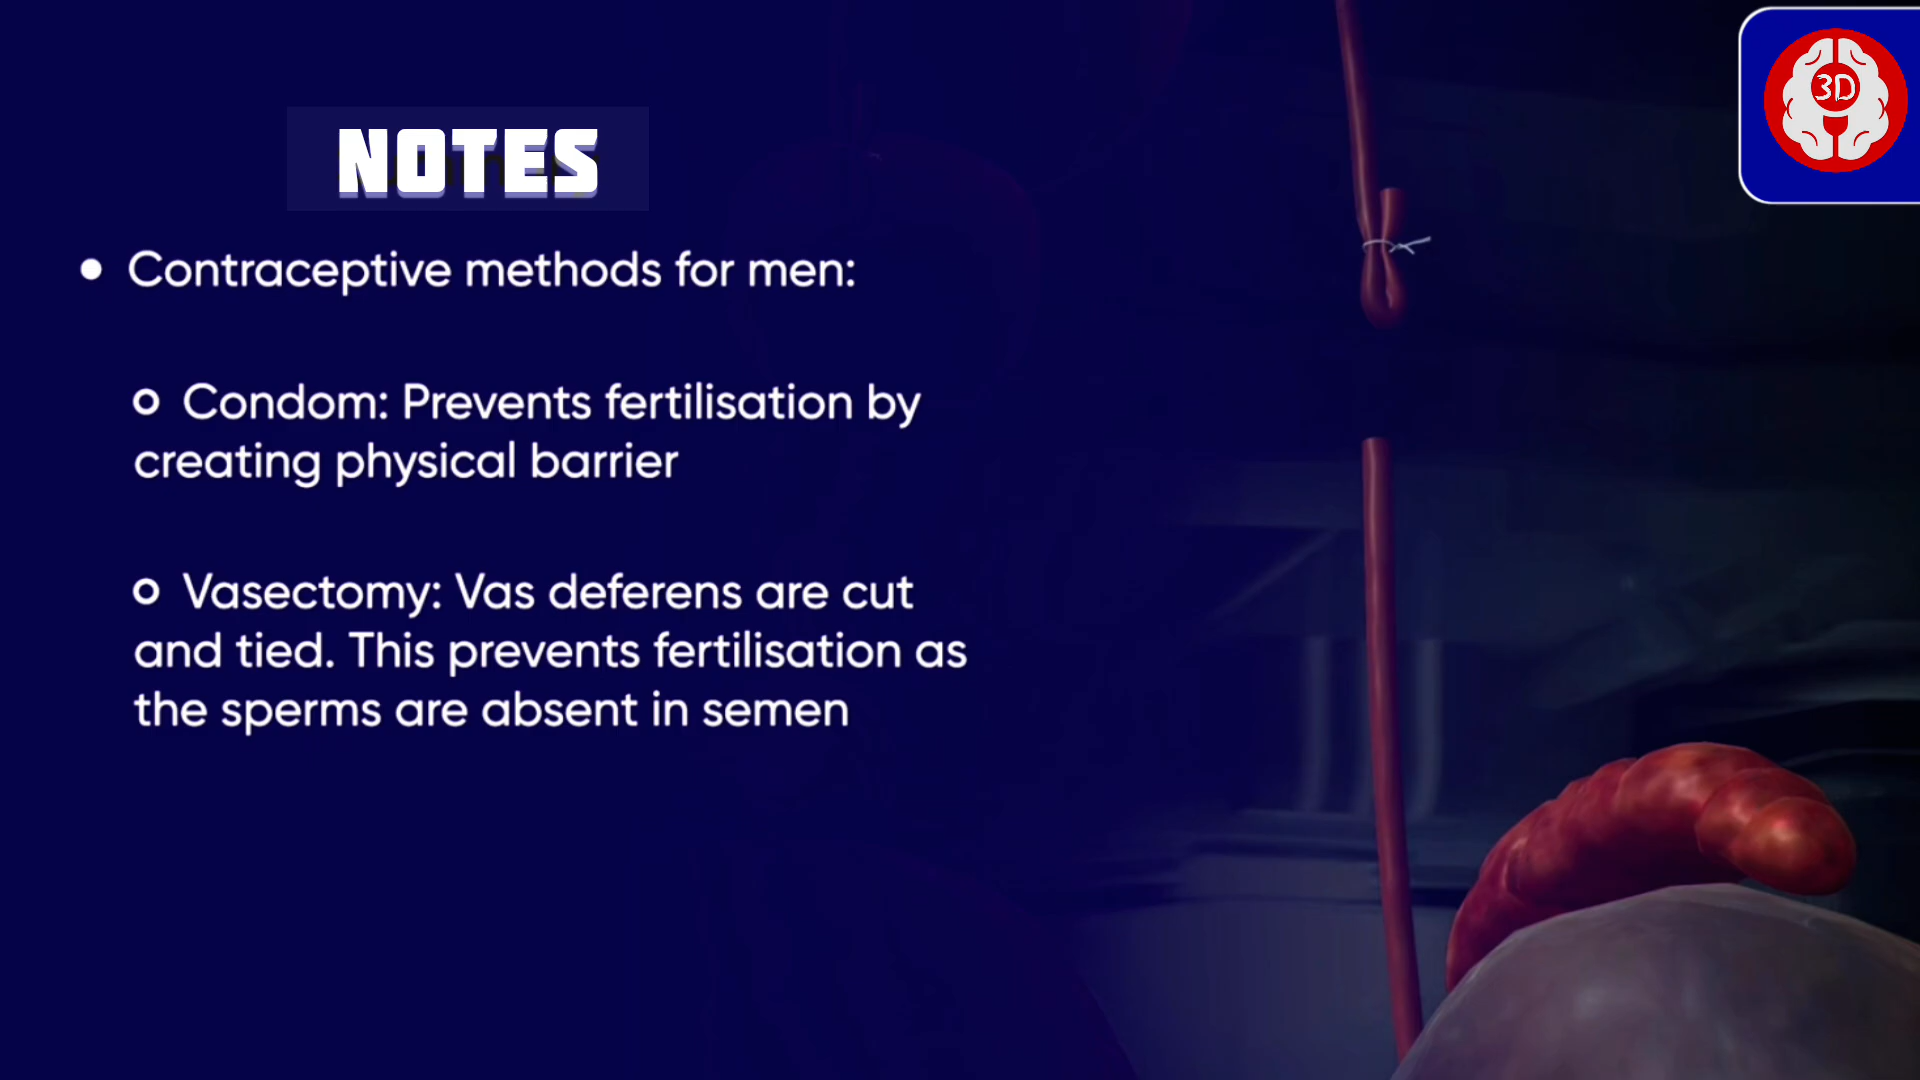 NOTES
● Contraceptive methods for men:
○ Condom: Prevents fertilisation by
creating physical barrier
○ Vasectomy: Vas deferens are cut
and tied. This prevents fertilisation as
the sperms are absent in semen
3D